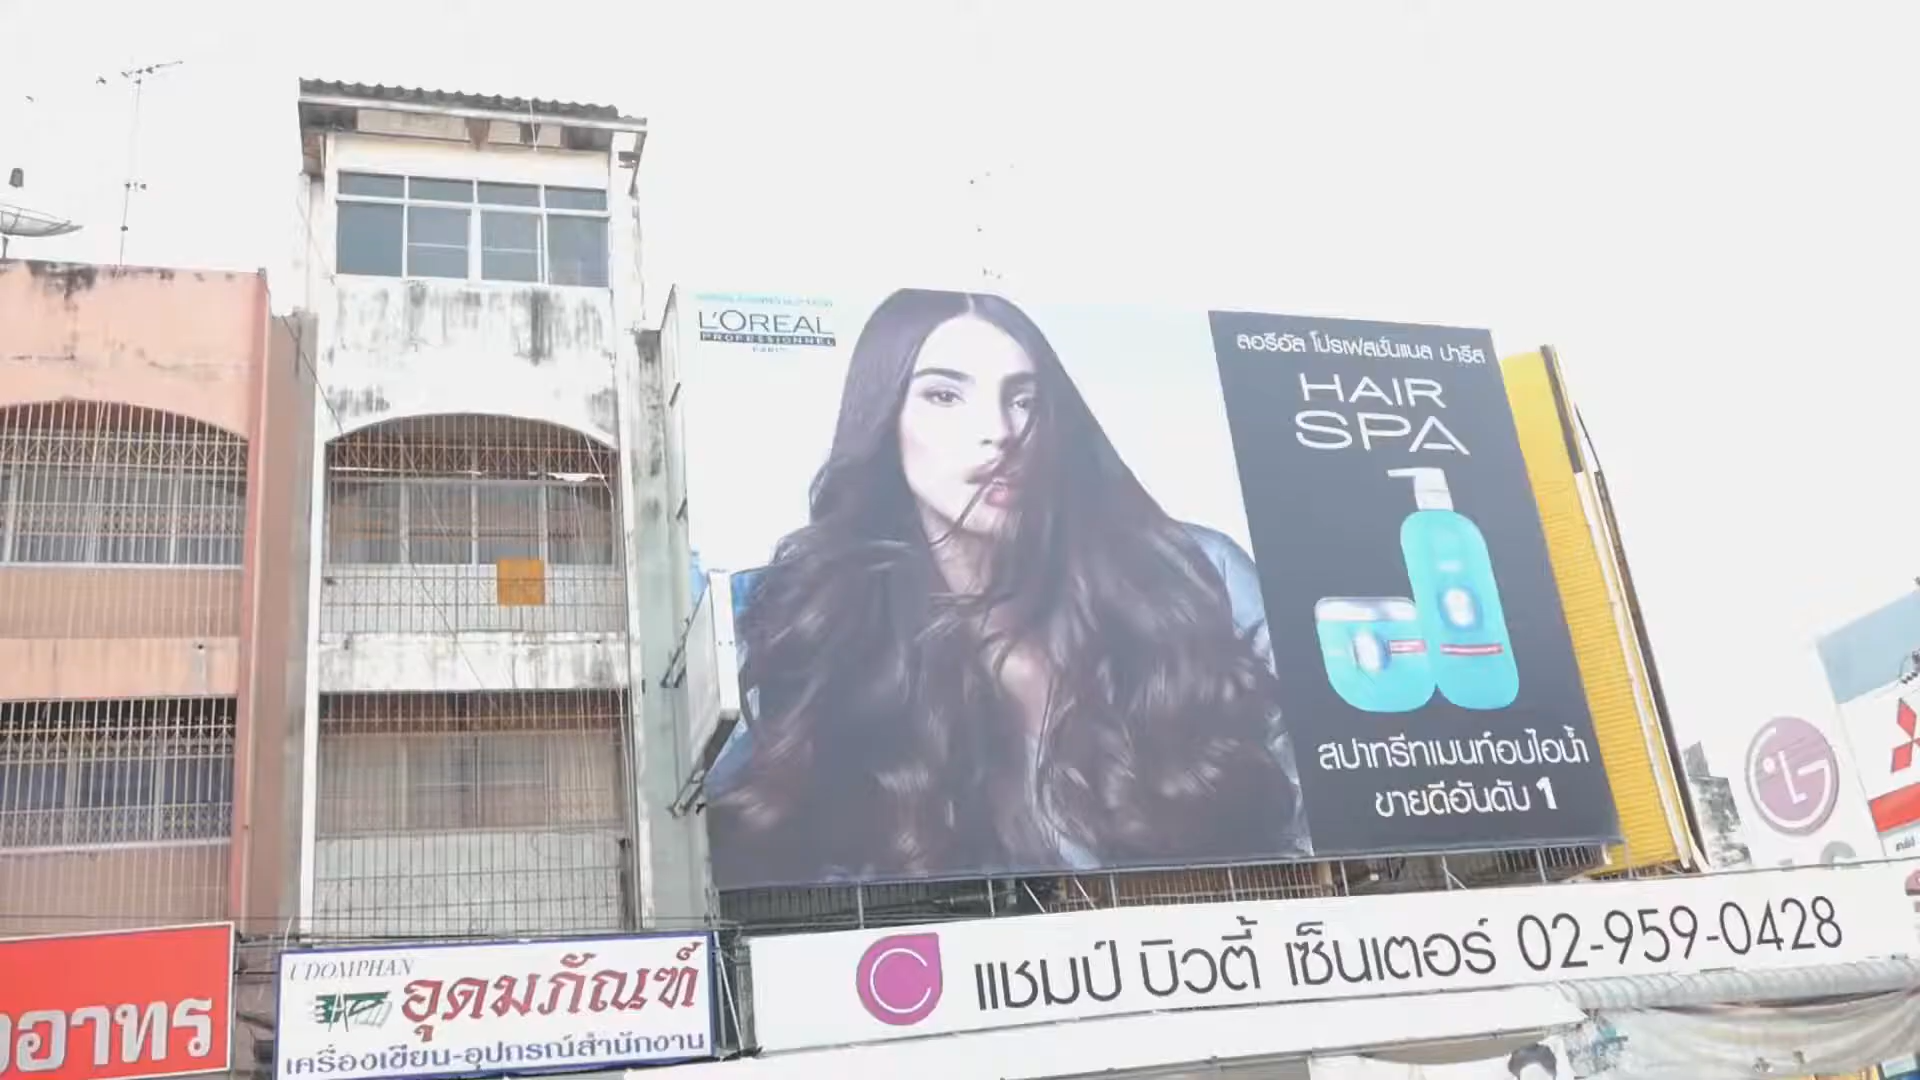 L'ORÉAL
PROFESSIONNEL
PARIS
ลอรีอัล โปรเฟสชั่นแนล ปารีส
HAIR
SPA
สปาทรีทเมนท์อบไอน้ำ
ขายดีอันดับ 1
LG
C แชมป์ บิวตี้ เซ็นเตอร์ 02-959-0428
UDOMPHAN
อุดมภัณฑ์
เครื่องเขียน-อุปกรณ์สำนักงาน
อาทร